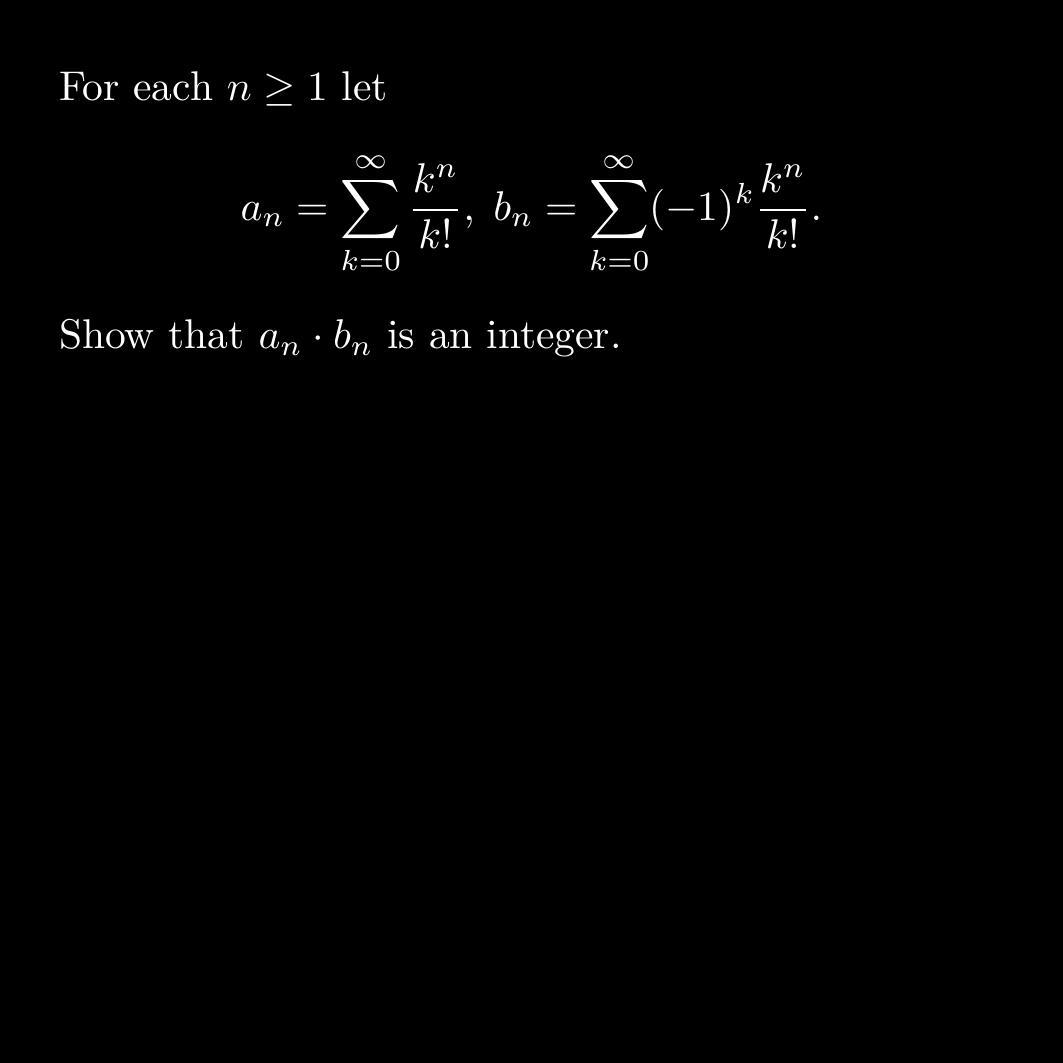 For each $n \geq 1$ let
$$a_n = \sum_{k=0}^{\infty} \frac{k^n}{k!}, \; b_n = \sum_{k=0}^{\infty} (-1)^k \frac{k^n}{k!}.$$
Show that $a_n \cdot b_n$ is an integer.